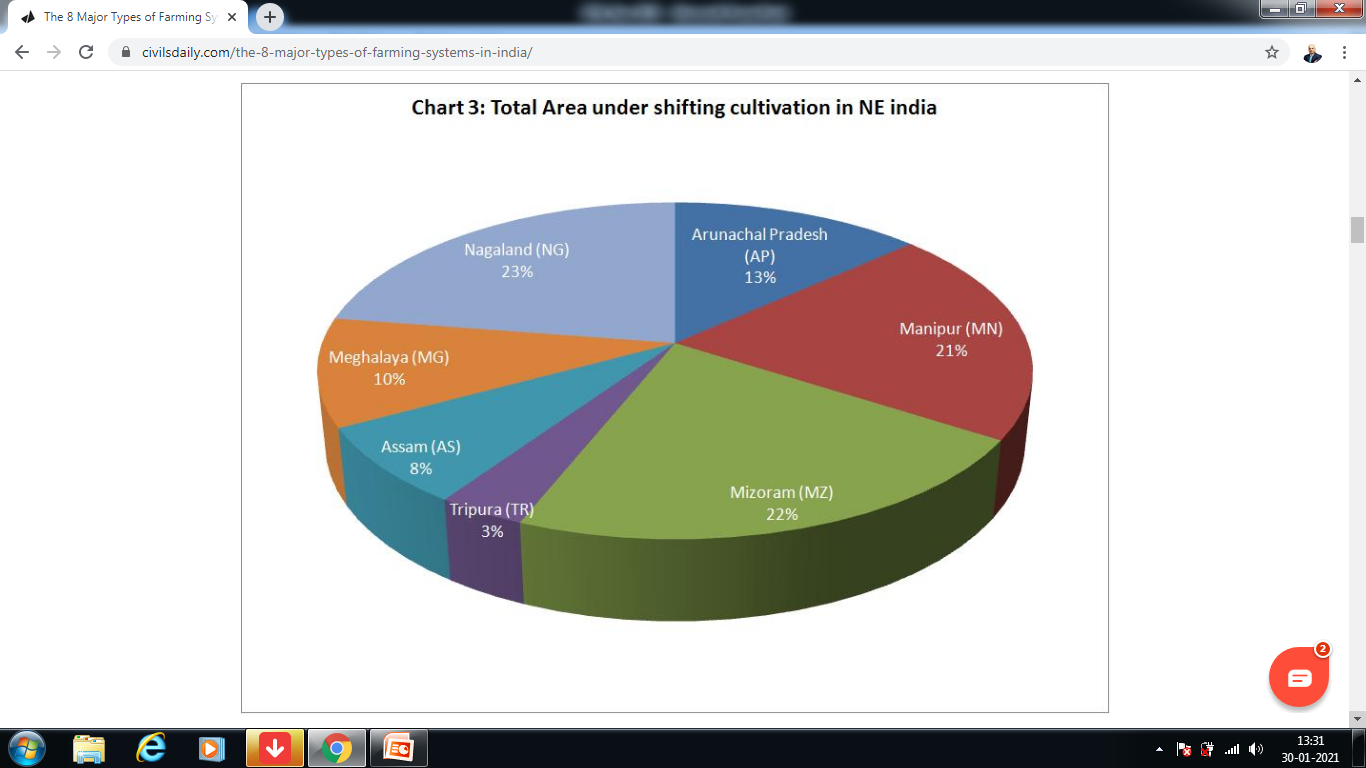 The 8 Major Types of Farming Sy
civilsdaily.com/the-8-major-types-of-farming-systems-in-india/
Chart 3: Total Area under shifting cultivation in NE india
Arunachal Pradesh
(AP)
13%
Nagaland (NG)
23%
Manipur (MN)
21%
Meghalaya (MG)
10%
Assam (AS)
8%
Mizoram (MZ)
22%
Tripura (TR)
3%
2
13:31
30-01-2021